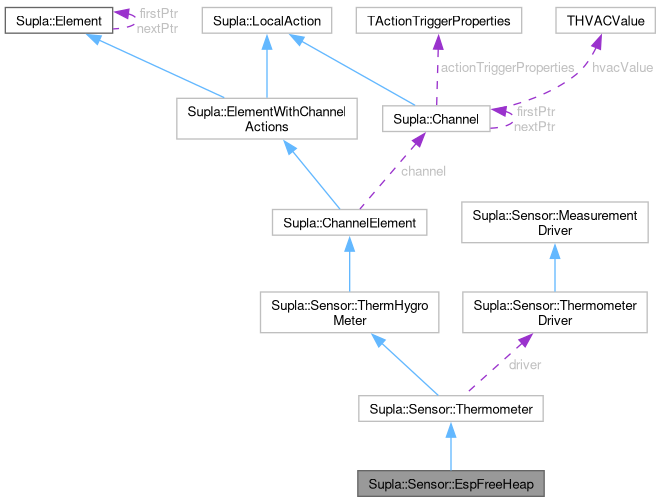 Supla::Element
firstPtr
nextPtr
Supla::LocalAction
TActionTriggerProperties
THVACValue
actionTriggerProperties
hvacValue
Supla::ElementWithChannel
Actions
Supla::Channel
firstPtr
nextPtr
channel
Supla::ChannelElement
Supla::Sensor::Measurement
Driver
Supla::Sensor::ThermHygro
Meter
Supla::Sensor::Thermometer
Driver
driver
Supla::Sensor::Thermometer
Supla::Sensor::EspFreeHeap